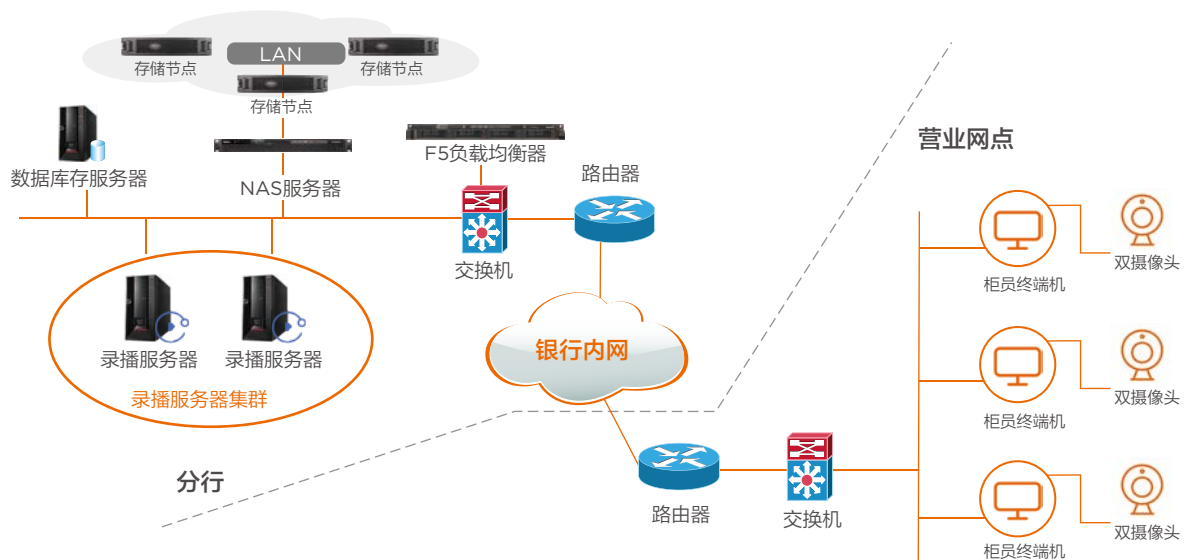 LAN
存储节点
存储节点
存储节点
数据库存服务器
NAS服务器
F5负载均衡器
路由器
交换机
录播服务器
录播服务器
录播服务器集群
银行内网
分行
营业网点
路由器
交换机
柜员终端机
双摄像头
柜员终端机
双摄像头
柜员终端机
双摄像头